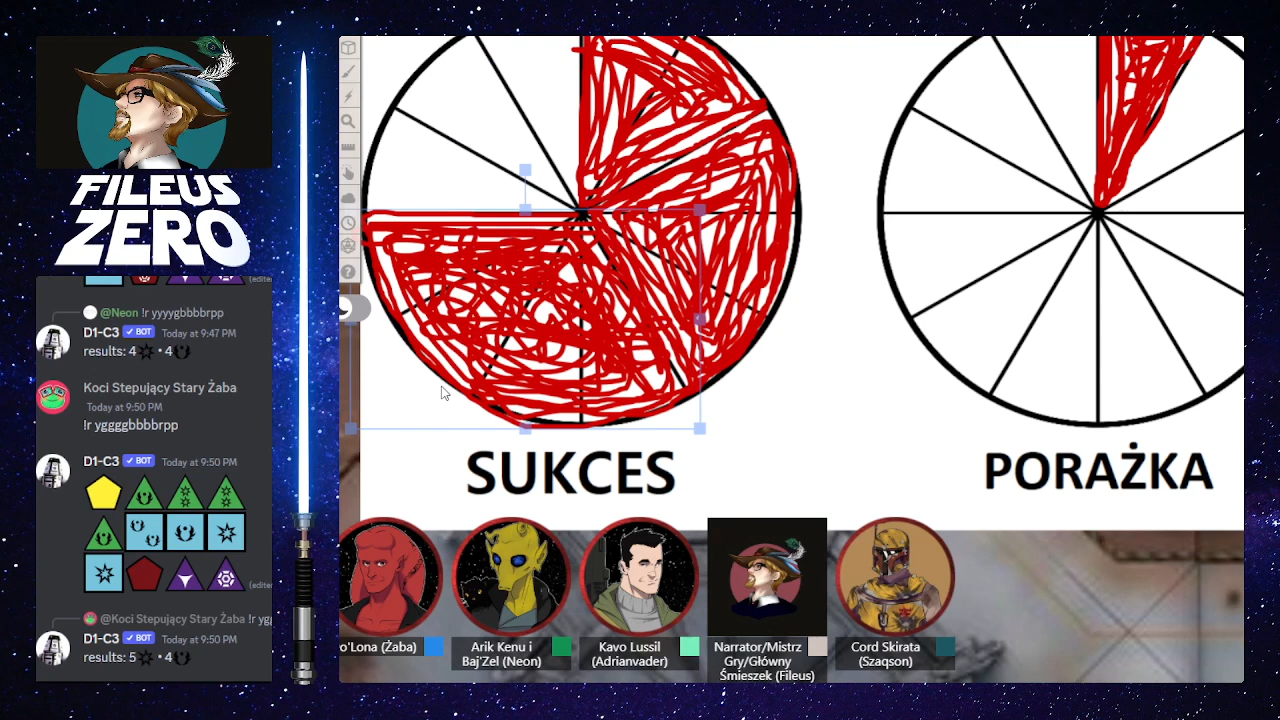 FILEUS
ZERO
@Neon !r yyyygbbbbrpp
D1-C3 ✓ BOT Today at 9:47 PM
results: 4 • 4
Koci Stepujący Stary Żaba
Today at 9:50 PM
!r yggggbbbbrpp
D1-C3 ✓ BOT Today at 9:50 PM
(edite
@Koci Stepujący Stary Żaba !r ygg
D1-C3 ✓ BOT Today at 9:50 PM
results: 5 • 4
SUKCES
PORAŻKA
o'Lona (Żaba)
Arik Kenu i
Baj'Zel (Neon)
Kavo Lussil
(Adrianvader)
Narrator/Mistrz
Gry/Główny
Śmieszek (Fileus)
Cord Skirata
(Szaqson)